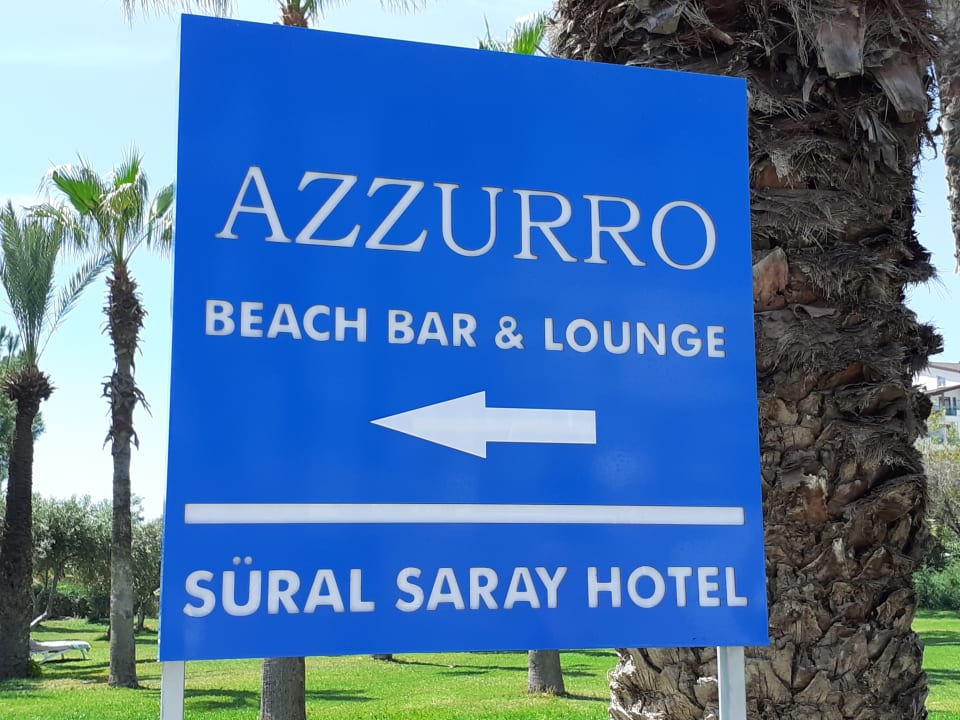 AZZURRO
BEACH BAR & LOUNGE
SÜRAL SARAY HOTEL